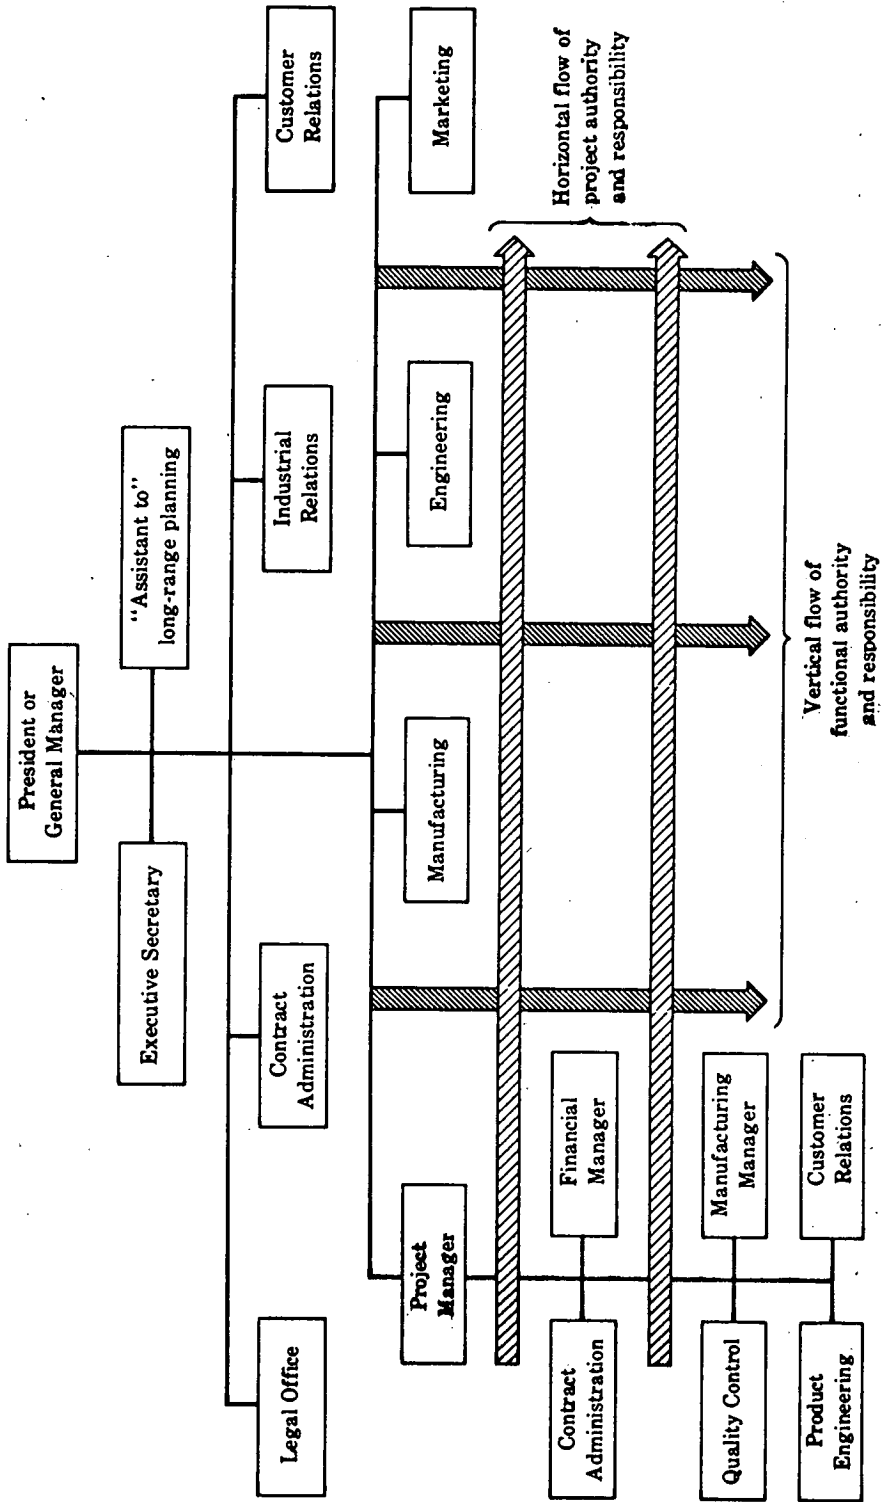 President or
General Manager
Executive Secretary
"Assistant to"
long-range planning
Legal Office
Contract
Administration
Industrial
Relations
Customer
Relations
Project
Manager
Manufacturing
Engineering
Marketing
Horizontal flow of
project authority
and responsibility
Contract
Administration
Financial
Manager
Quality Control
Manufacturing
Manager
Product
Engineering
Customer
Relations
Vertical flow of
functional authority
and responsibility